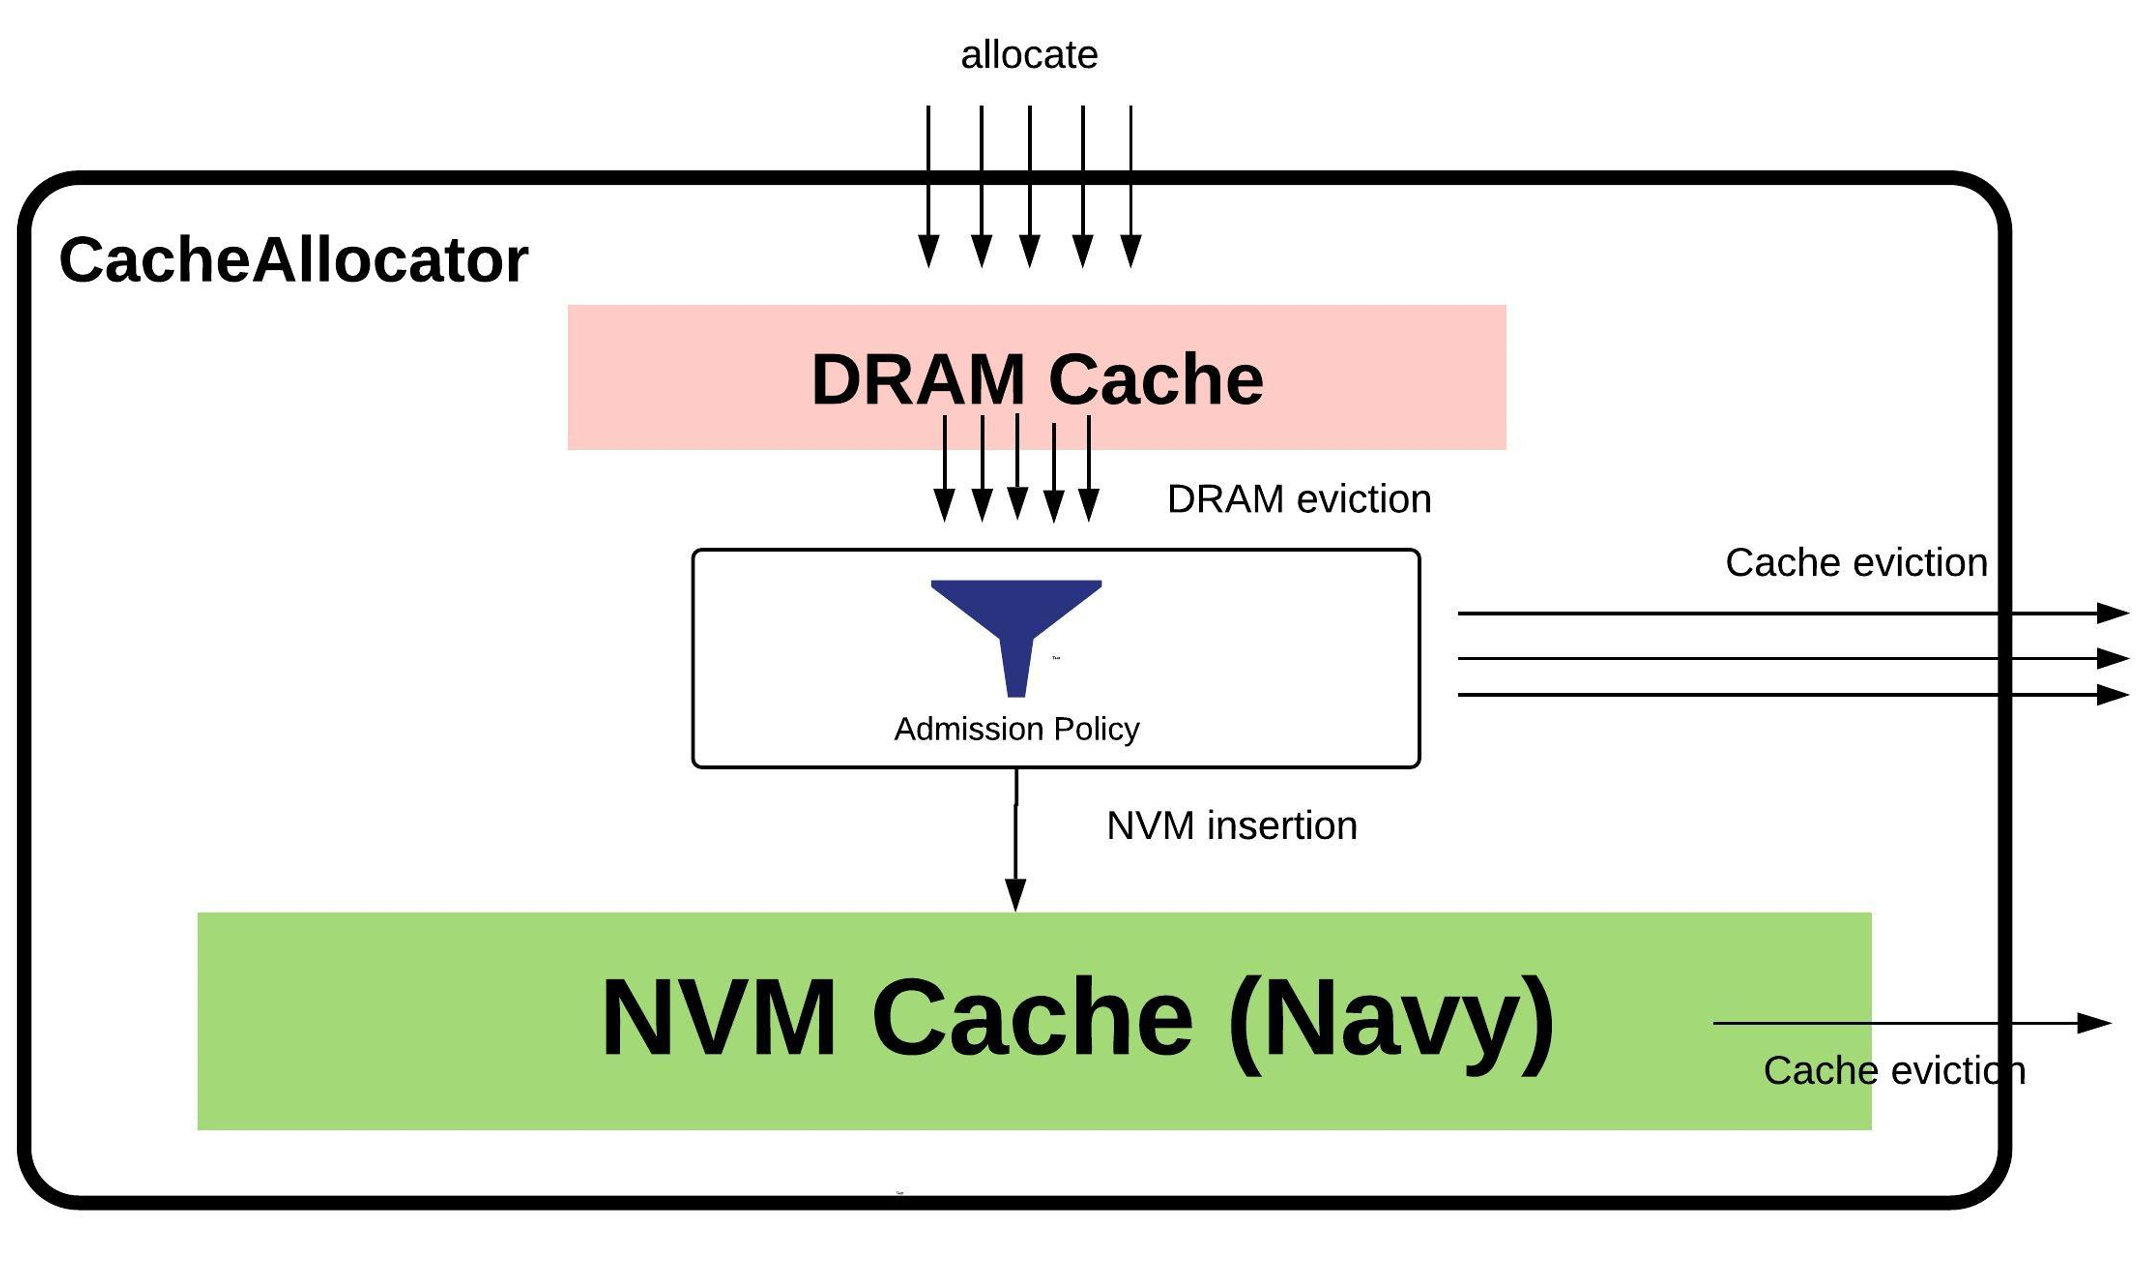 allocate
CacheAllocator
DRAM Cache
DRAM eviction
Cache eviction
Admission Policy
NVM insertion
NVM Cache (Navy)
Cache eviction